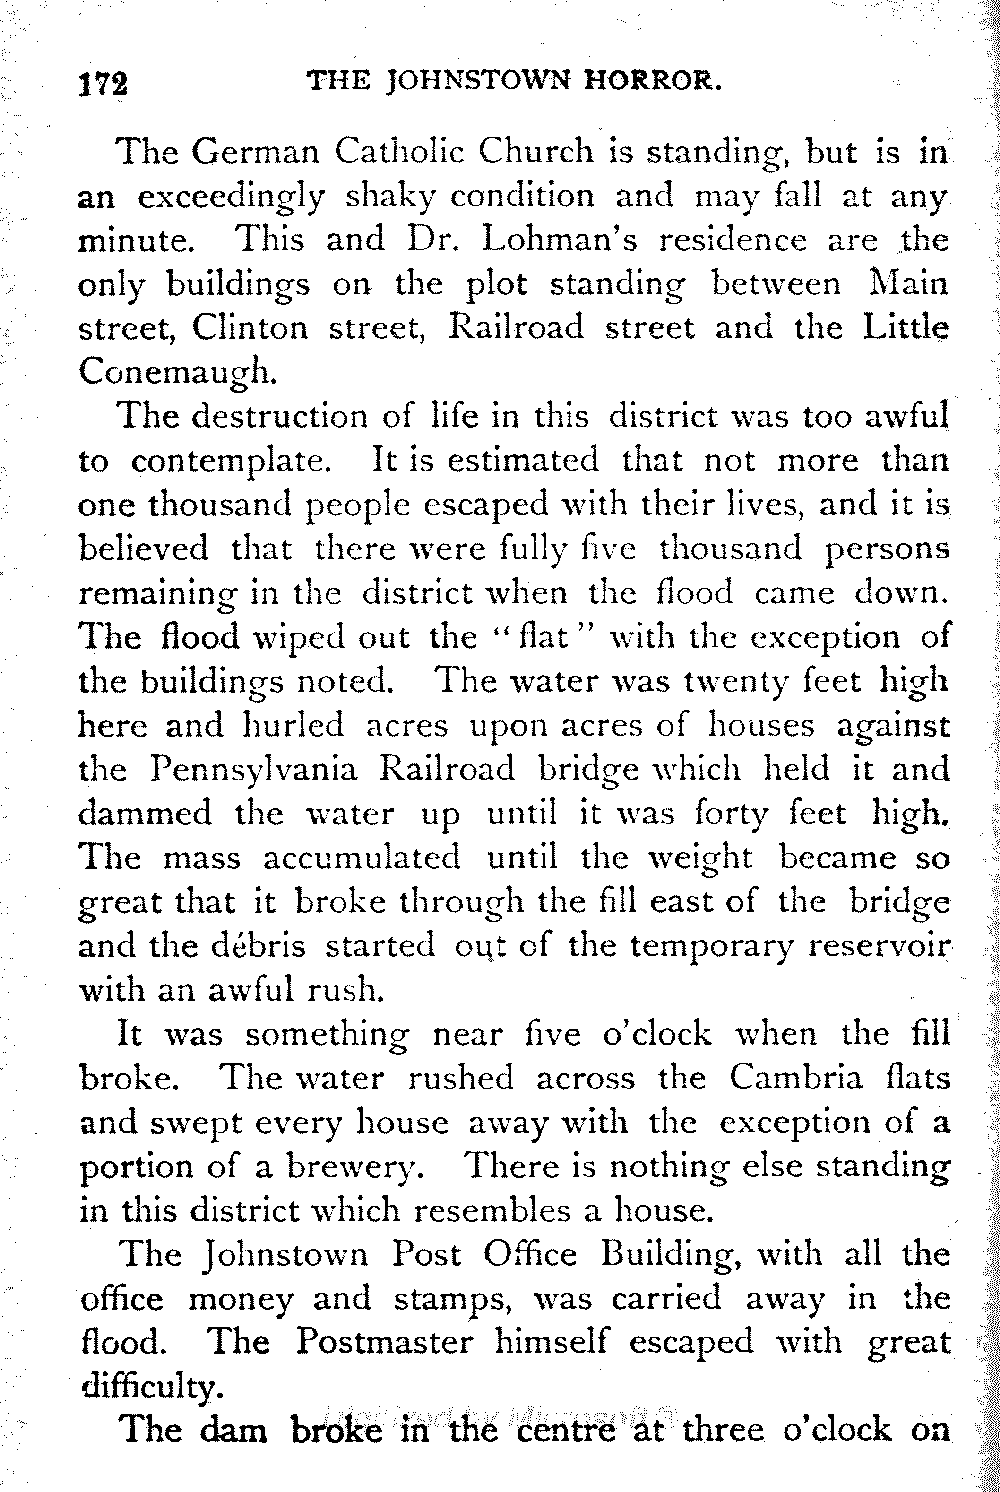 172 THE JOHNSTOWN HORROR.
The German Catholic Church is standing, but is in
an exceedingly shaky condition and may fall at any
minute. This and Dr. Lohman's residence are the
only buildings on the plot standing between Main
street, Clinton street, Railroad street and the Little
Conemaugh.
The destruction of life in this district was too awful
to contemplate. It is estimated that not more than
one thousand people escaped with their lives, and it is
believed that there were fully five thousand persons
remaining in the district when the flood came down.
The flood wiped out the "flat" with the exception of
the buildings noted. The water was twenty feet high
here and hurled acres upon acres of houses against
the Pennsylvania Railroad bridge which held it and
dammed the water up until it was forty feet high.
The mass accumulated until the weight became so
great that it broke through the fill east of the bridge
and the débris started out of the temporary reservoir
with an awful rush.
It was something near five o'clock when the fill
broke. The water rushed across the Cambria flats
and swept every house away with the exception of a
portion of a brewery. There is nothing else standing
in this district which resembles a house.
The Johnstown Post Office Building, with all the
office money and stamps, was carried away in the
flood. The Postmaster himself escaped with great
difficulty.
The dam broke in the centre at three o'clock on